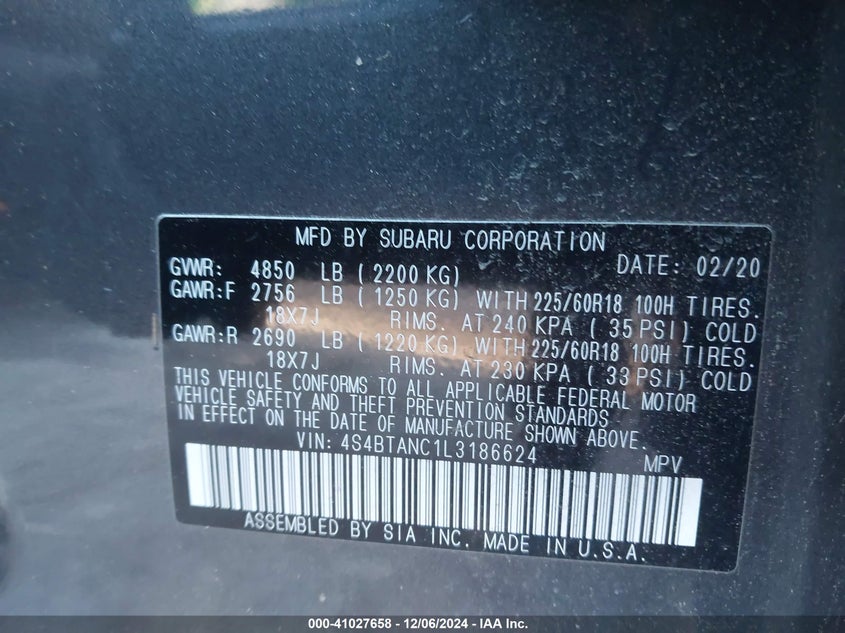 MFD BY SUBARU CORPORATION
GVWR: 4850 LB (2200 KG) DATE: 02/20
GAWR:F 2756 LB (1250 KG) WITH 225/60R18 100H TIRES.
18X7J RIMS. AT 240 KPA (35 PSI) COLD
GAWR:R 2690 LB (1220 KG) WITH 225/60R18 100H TIRES.
18X7J RIMS. AT 230 KPA (33 PSI) COLD
THIS VEHICLE CONFORMS TO ALL APPLICABLE FEDERAL MOTOR
VEHICLE SAFETY AND THEFT PREVENTION STANDARDS
IN EFFECT ON THE DATE OF MANUFACTURE SHOWN ABOVE.
VIN: 4S4BTANC1L3186624 MPV
ASSEMBLED BY SIA INC. MADE IN U.S.A.
000-41027658 - 12/06/2024 - IAA Inc.